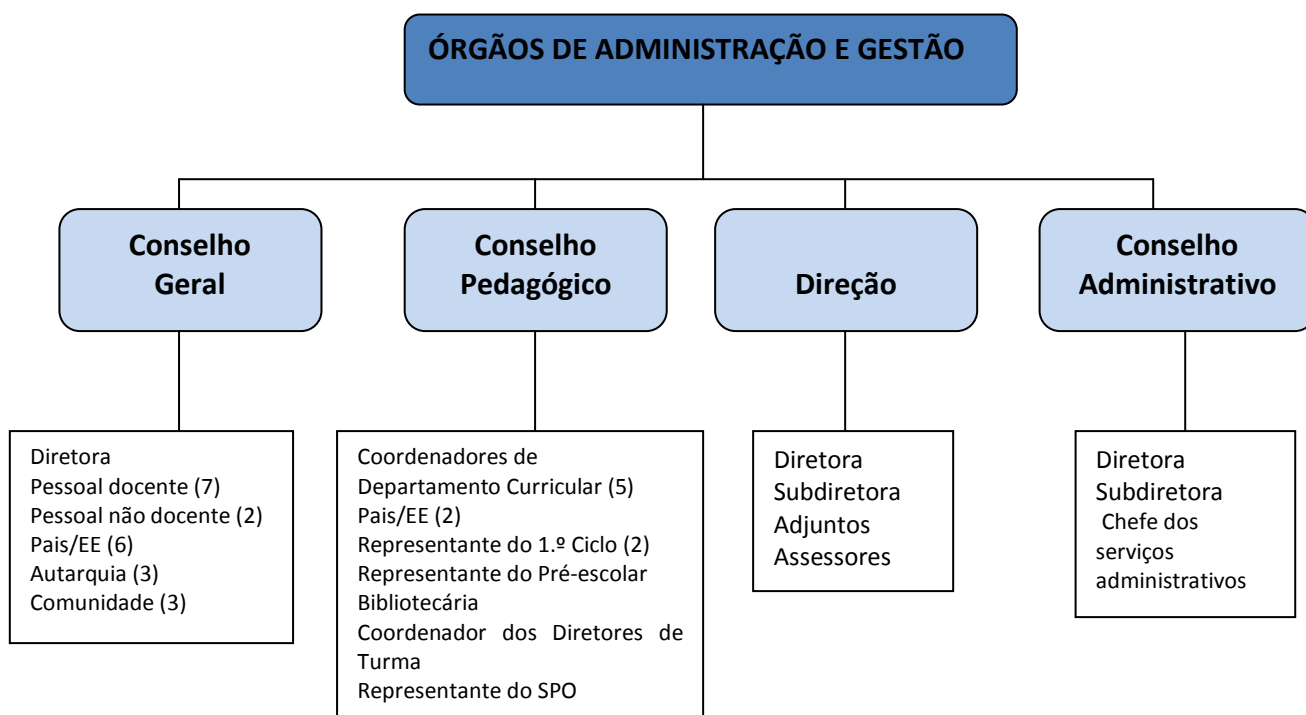 ÓRGÃOS DE ADMINISTRAÇÃO E GESTÃO
Conselho
Geral
Conselho
Pedagógico
Direção
Conselho
Administrativo
Diretora
Pessoal docente (7)
Pessoal não docente (2)
Pais/EE (6)
Autarquia (3)
Comunidade (3)
Coordenadores de
Departamento Curricular (5)
Pais/EE (2)
Representante do 1.º Ciclo (2)
Representante do Pré-escolar
Bibliotecária
Coordenador dos Diretores de
Turma
Representante do SPO
Diretora
Subdiretora
Adjuntos
Assessores
Diretora
Subdiretora
Chefe dos
serviços
administrativos